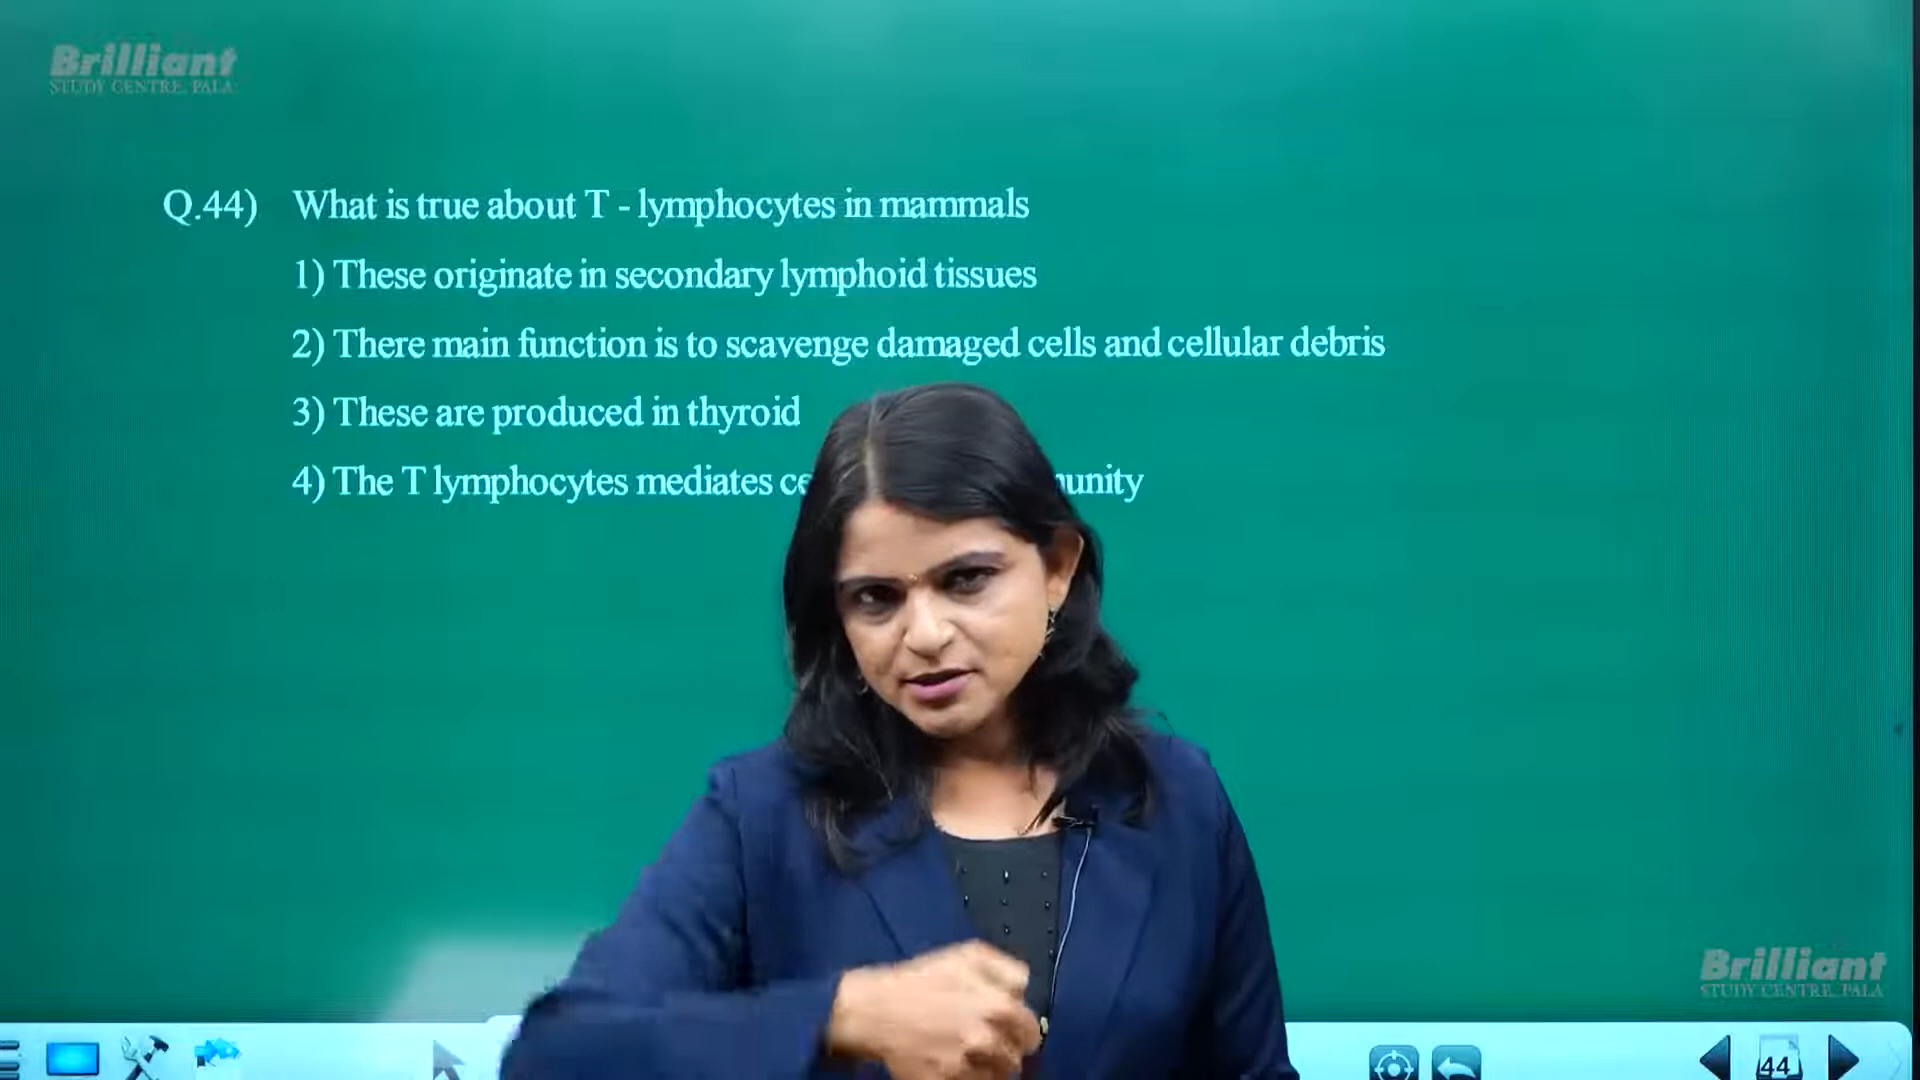 Brilliant
STUDY CENTRE, PALA
Q.44) What is true about T - lymphocytes in mammals
1) These originate in secondary lymphoid tissues
2) There main function is to scavenge damaged cells and cellular debris
3) These are produced in thyroid
4) The T lymphocytes mediates
Brilliant
STUDY CENTRE, PALA
44